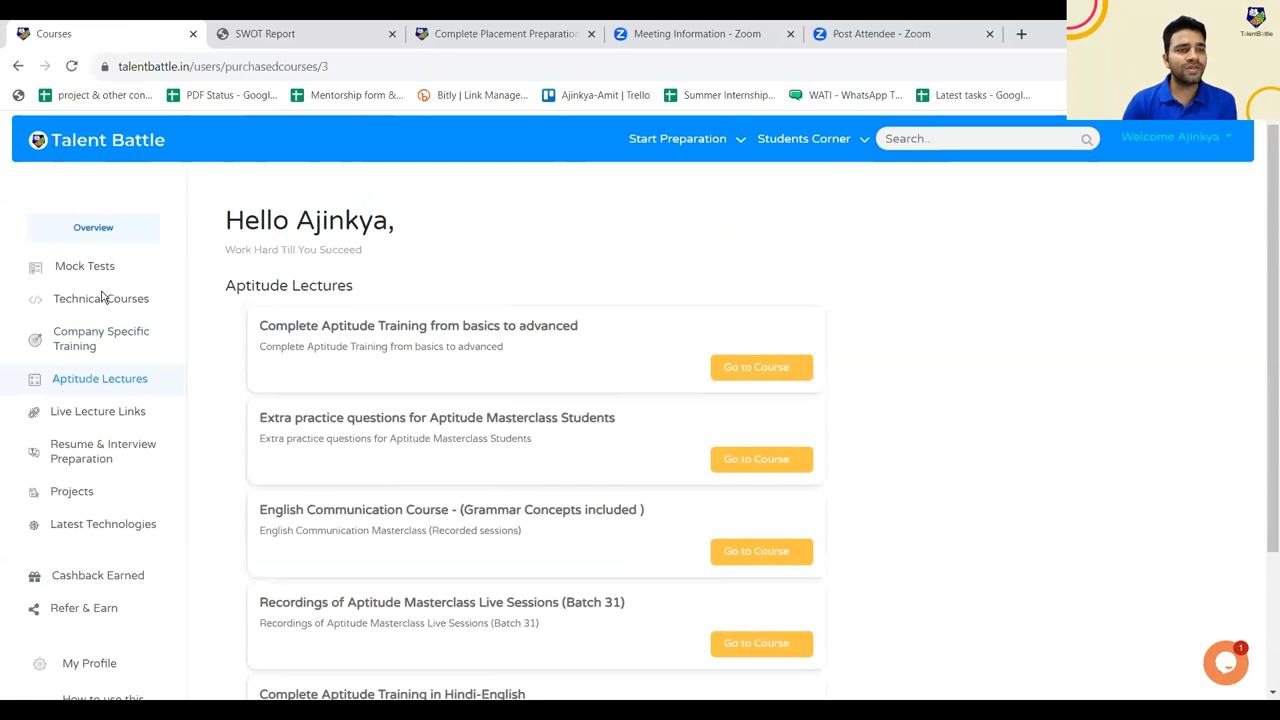 Courses
SWOT Report
Complete Placement Preparation
Meeting Information - Zoom
Post Attendee - Zoom
TalentBattle
talentbattle.in/users/purchasedcourses/3
project & other con...
PDF Status - Googl...
Mentorship form &...
Bitly | Link Manage...
Ajinkya-Amit | Trello
Summer Internship...
WATI - WhatsApp T...
Latest tasks - Googl...
Talent Battle
Start Preparation
Students Corner
Search..
Welcome Ajinkya
Overview
Mock Tests
Technical Courses
Company Specific
Training
Aptitude Lectures
Live Lecture Links
Resume & Interview
Preparation
Projects
Latest Technologies
Cashback Earned
Refer & Earn
My Profile
How to use this
Hello Ajinkya,
Work Hard Till You Succeed
Aptitude Lectures
Complete Aptitude Training from basics to advanced
Complete Aptitude Training from basics to advanced
Go to Course
Extra practice questions for Aptitude Masterclass Students
Extra practice questions for Aptitude Masterclass Students
Go to Course
English Communication Course - (Grammar Concepts included )
English Communication Masterclass (Recorded sessions)
Go to Course
Recordings of Aptitude Masterclass Live Sessions (Batch 31)
Recordings of Aptitude Masterclass Live Sessions (Batch 31)
Go to Course
Complete Aptitude Training in Hindi-English
1